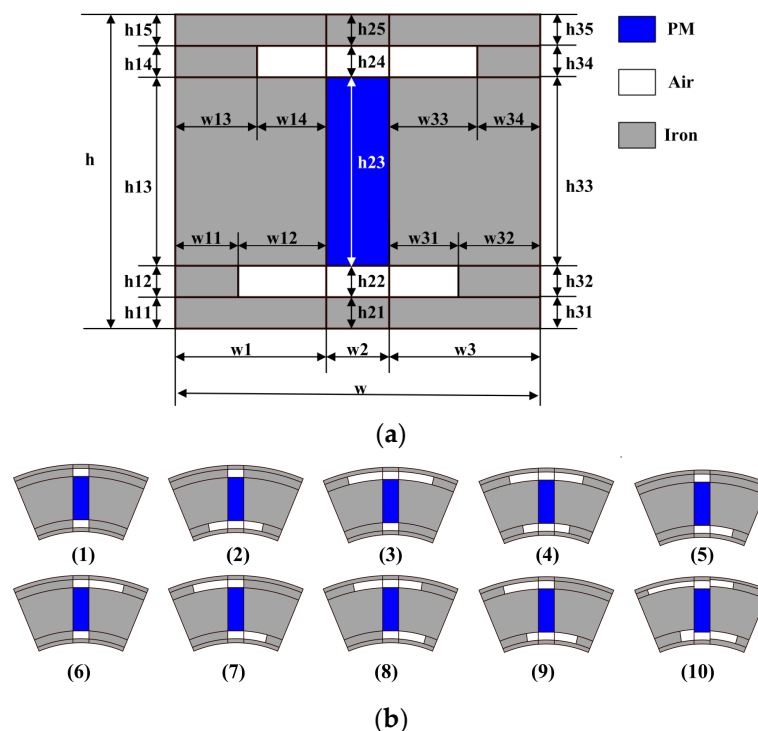 h15 h25 h35 PM
h14 h24 h34
Air
w13 w14 w33 w34
Iron
h h13 h23 h33
w11 w12 w31 w32
h12 h22 h32
h11 h21 h31
w1 w2 w3
w
(a)
(1) (2) (3) (4) (5)
(6) (7) (8) (9) (10)
(b)